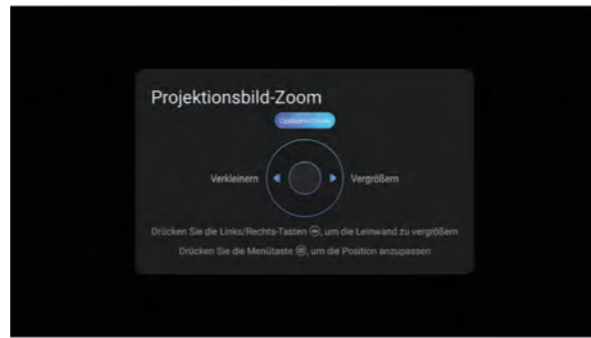 Projektionsbild-Zoom
Verkleinern
Vergrößern
Drücken Sie die Links/Rechts-Tasten, um die Leinwand zu vergrößern
Drücken Sie die Menütaste, um die Position anzupassen